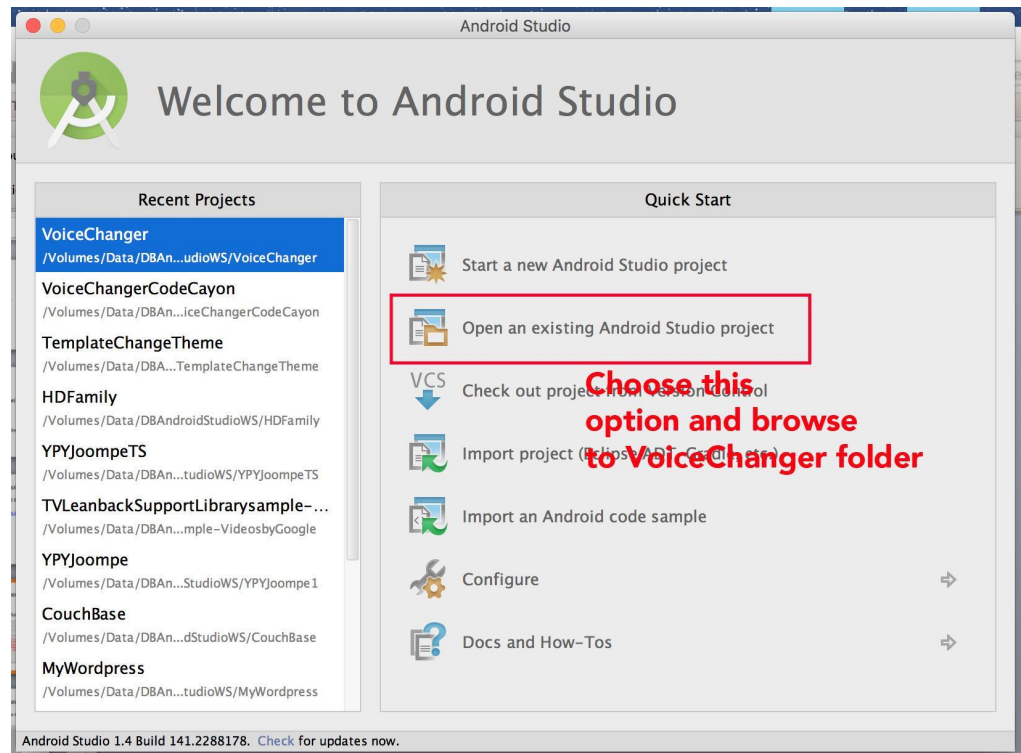 Android Studio
Welcome to Android Studio
Recent Projects
VoiceChanger
/Volumes/Data/DBAn...udioWS/VoiceChanger
VoiceChangerCodeCayon
/Volumes/Data/DBAn...iceChangerCodeCayon
TemplateChangeTheme
/Volumes/Data/DBA...TemplateChangeTheme
HDFamily
/Volumes/Data/DBAndroidStudioWS/HDFamily
YPYJoompeTS
/Volumes/Data/DBAn...tudioWS/YPYJoompeTS
TVLeanbackSupportLibrarysample-...
/Volumes/Data/DBAn...mple-VideosbyGoogle
YPYJoompe
/Volumes/Data/DBAn...StudioWS/YPYJoompe1
CouchBase
/Volumes/Data/DBAn...dStudioWS/CouchBase
MyWordpress
/Volumes/Data/DBAn...tudioWS/MyWordpress
Quick Start
Start a new Android Studio project
Open an existing Android Studio project
VCS
Check out project from Version Control
Choose this
option and browse
to VoiceChanger folder
Import project (Eclipse ADT, Gradle, etc.)
Import an Android code sample
Configure
Docs and How-Tos
Android Studio 1.4 Build 141.2288178. Check for updates now.